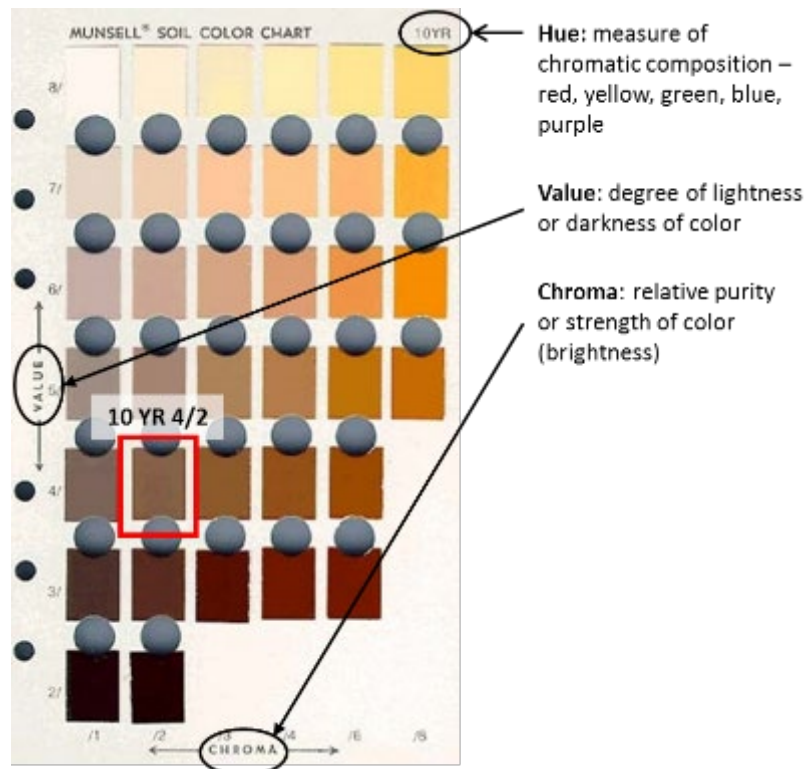 MUNSELL® SOIL COLOR CHART 10YR
Hue: measure of
chromatic composition –
red, yellow, green, blue,
purple
Value: degree of lightness
or darkness of color
Chroma: relative purity
or strength of color
(brightness)
8/
7/
6/
5/
VALUE
10 YR 4/2
4/
3/
2/
/1 /2 /3 /4 /6 /8
CHROMA